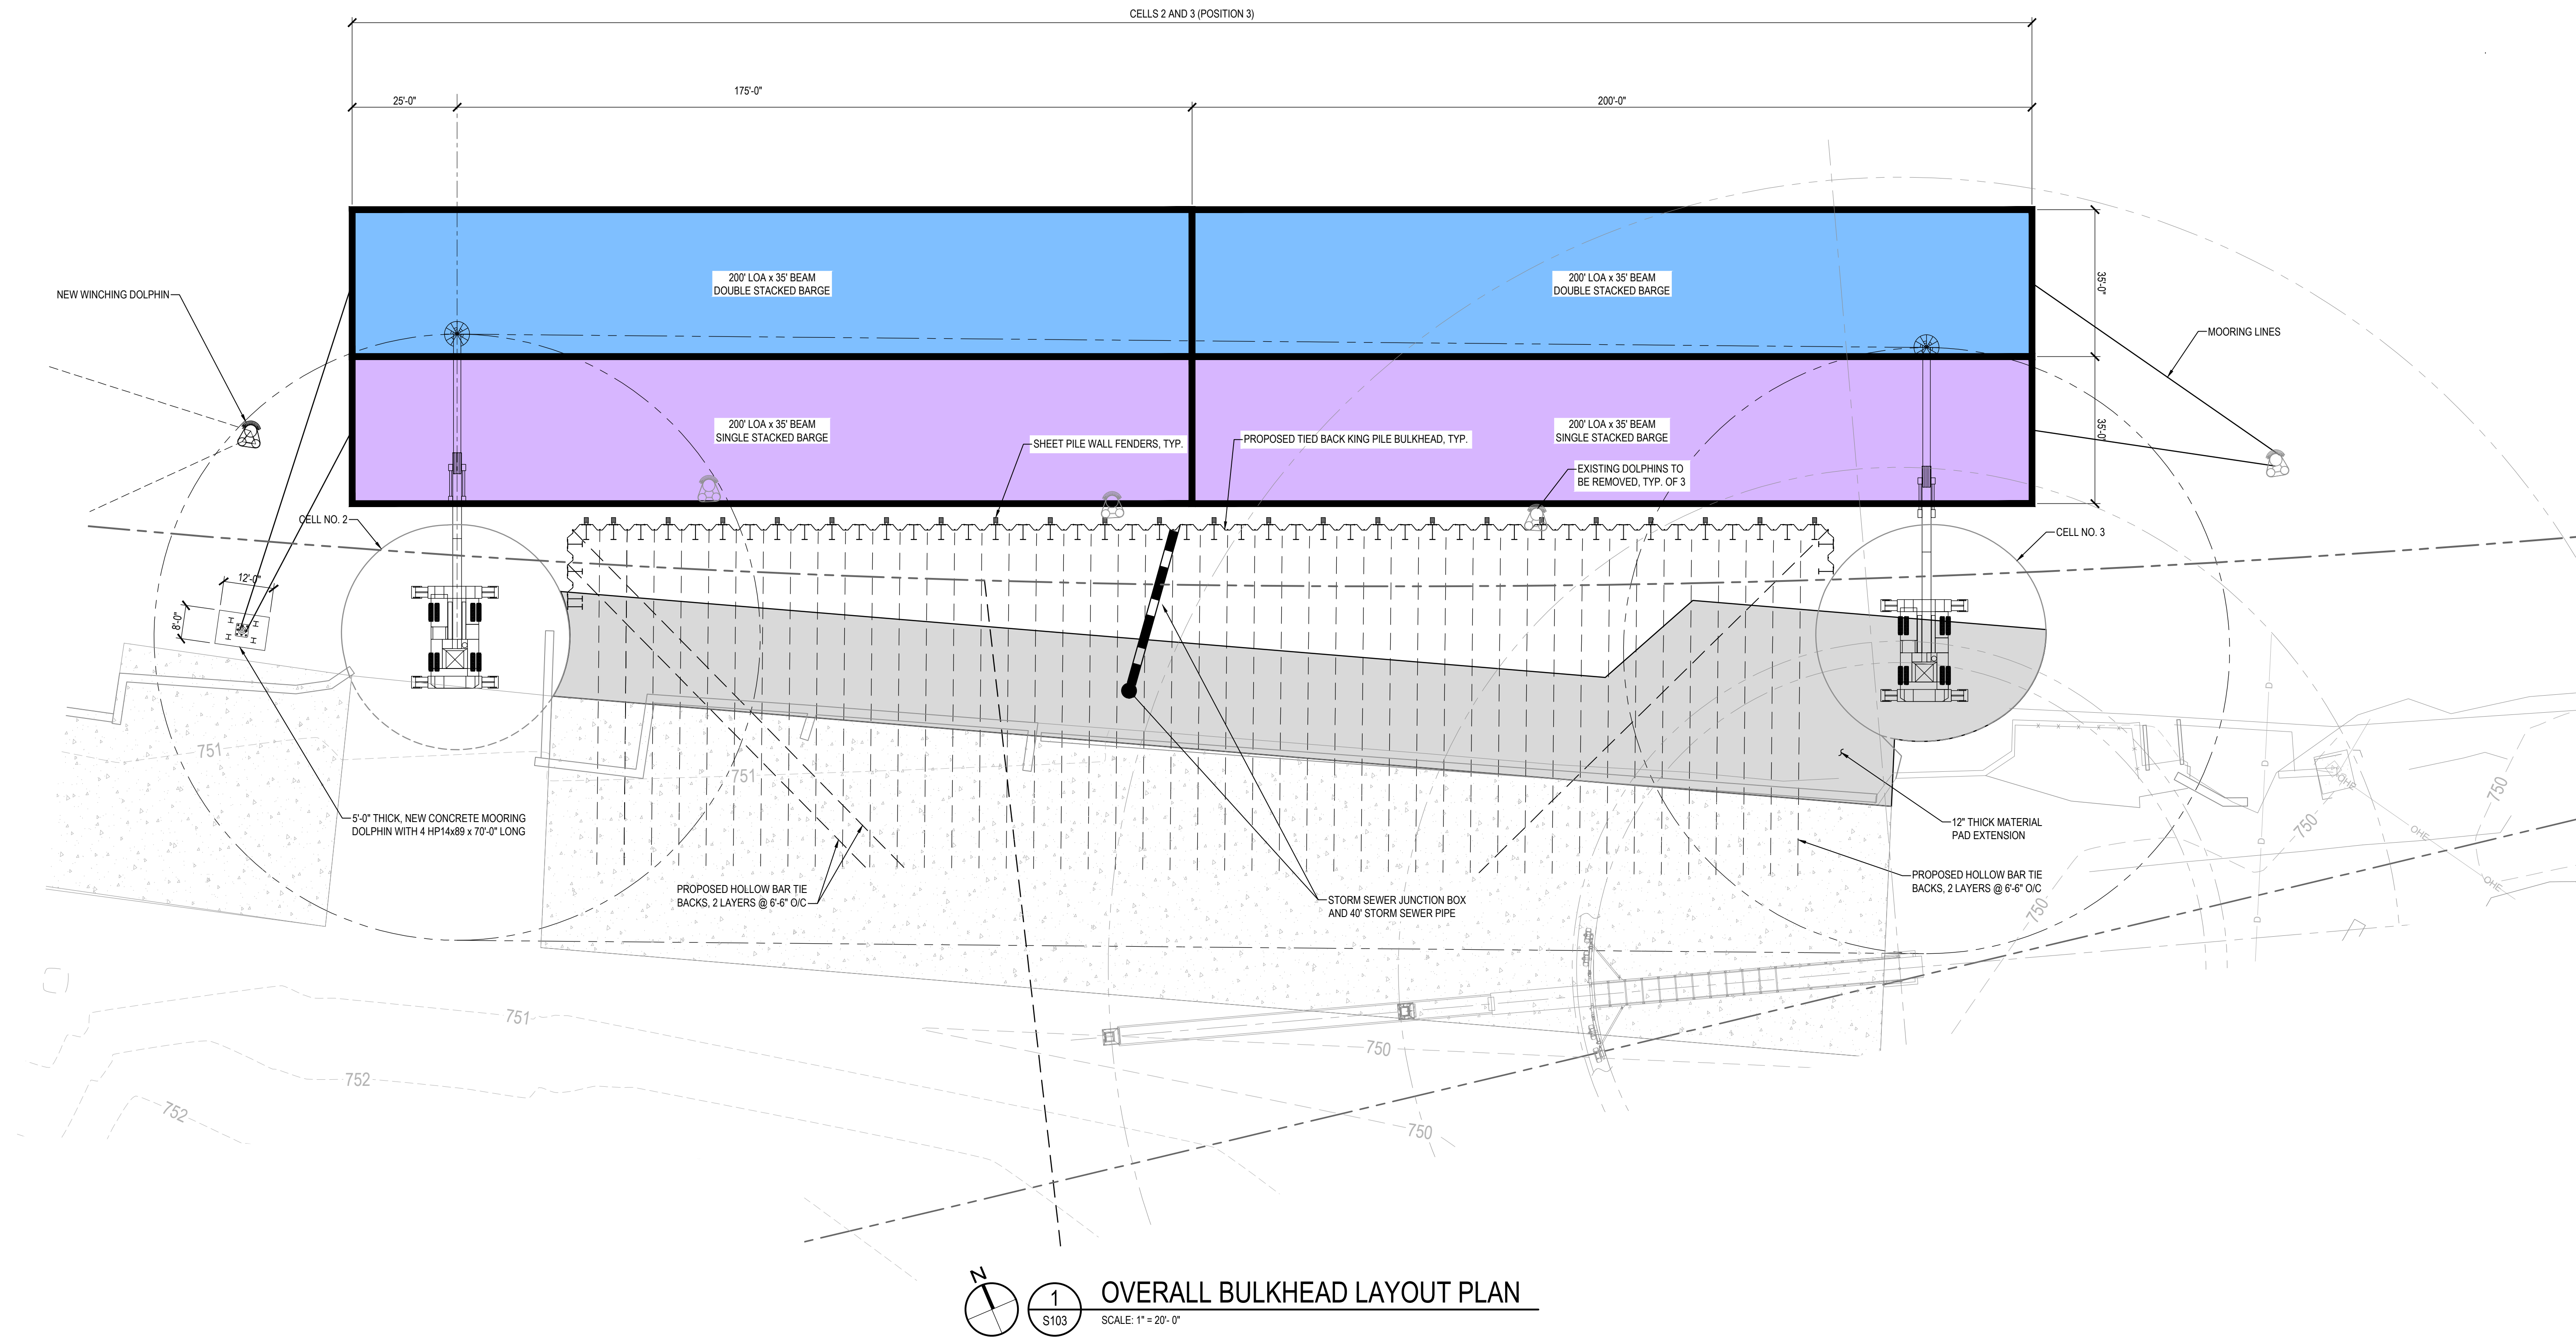 CELLS 2 AND 3 (POSITION 3)
25'-0"
175'-0"
200'-0"
200' LOA x 35' BEAM
DOUBLE STACKED BARGE
200' LOA x 35' BEAM
DOUBLE STACKED BARGE
35'-0"
NEW WINCHING DOLPHIN
MOORING LINES
200' LOA x 35' BEAM
SINGLE STACKED BARGE
SHEET PILE WALL FENDERS, TYP.
PROPOSED TIED BACK KING PILE BULKHEAD, TYP.
200' LOA x 35' BEAM
SINGLE STACKED BARGE
35'-0"
EXISTING DOLPHINS TO
BE REMOVED, TYP. OF 3
CELL NO. 2
CELL NO. 3
12'-0"
8'-0"
751
751
OHE
750
750
OHE
OHE
5'-0" THICK, NEW CONCRETE MOORING
DOLPHIN WITH 4 HP14x89 x 70'-0" LONG
12" THICK MATERIAL
PAD EXTENSION
PROPOSED HOLLOW BAR TIE
BACKS, 2 LAYERS @ 6'-6" O/C
STORM SEWER JUNCTION BOX
AND 40' STORM SEWER PIPE
PROPOSED HOLLOW BAR TIE
BACKS, 2 LAYERS @ 6'-6" O/C
750
751
750
752
752
750
N
1
S103
OVERALL BULKHEAD LAYOUT PLAN
SCALE: 1" = 20'- 0"